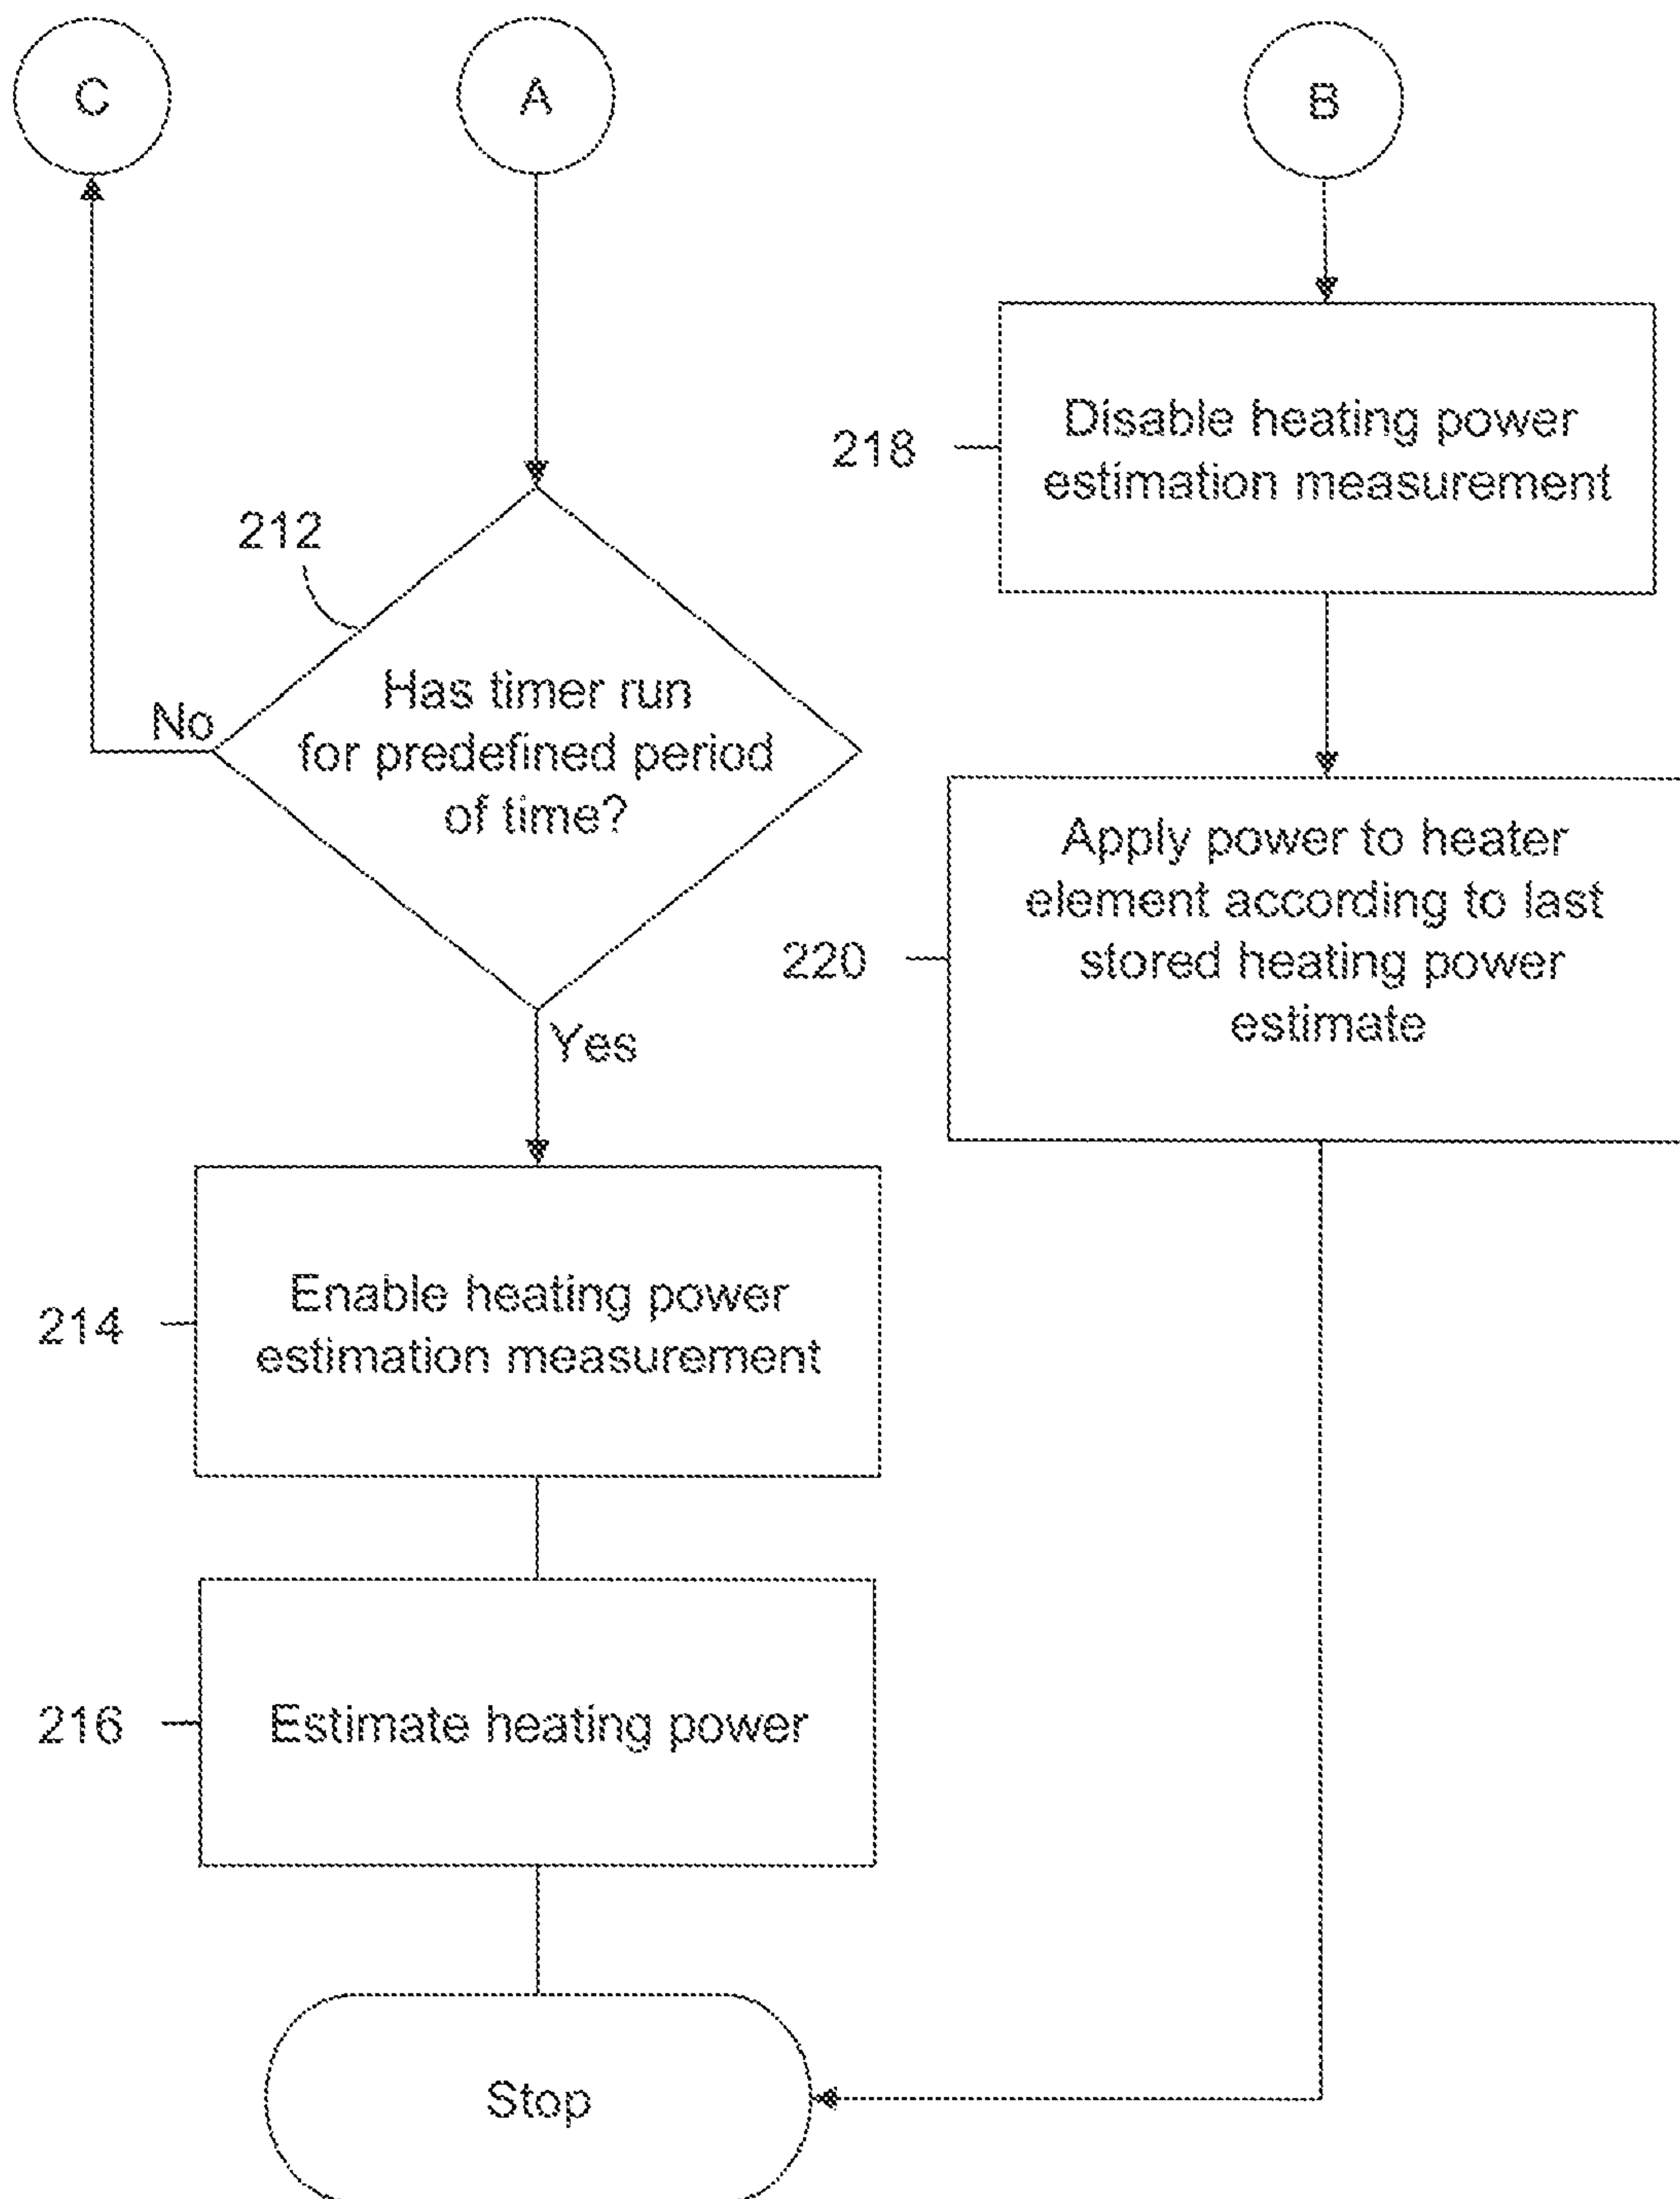 C
A
B
218
Disable heating power
estimation measurement
212
Has timer run
for predefined period
of time?
No
Yes
220
Apply power to heater
element according to last
stored heating power
estimate
214
Enable heating power
estimation measurement
216
Estimate heating power
Stop